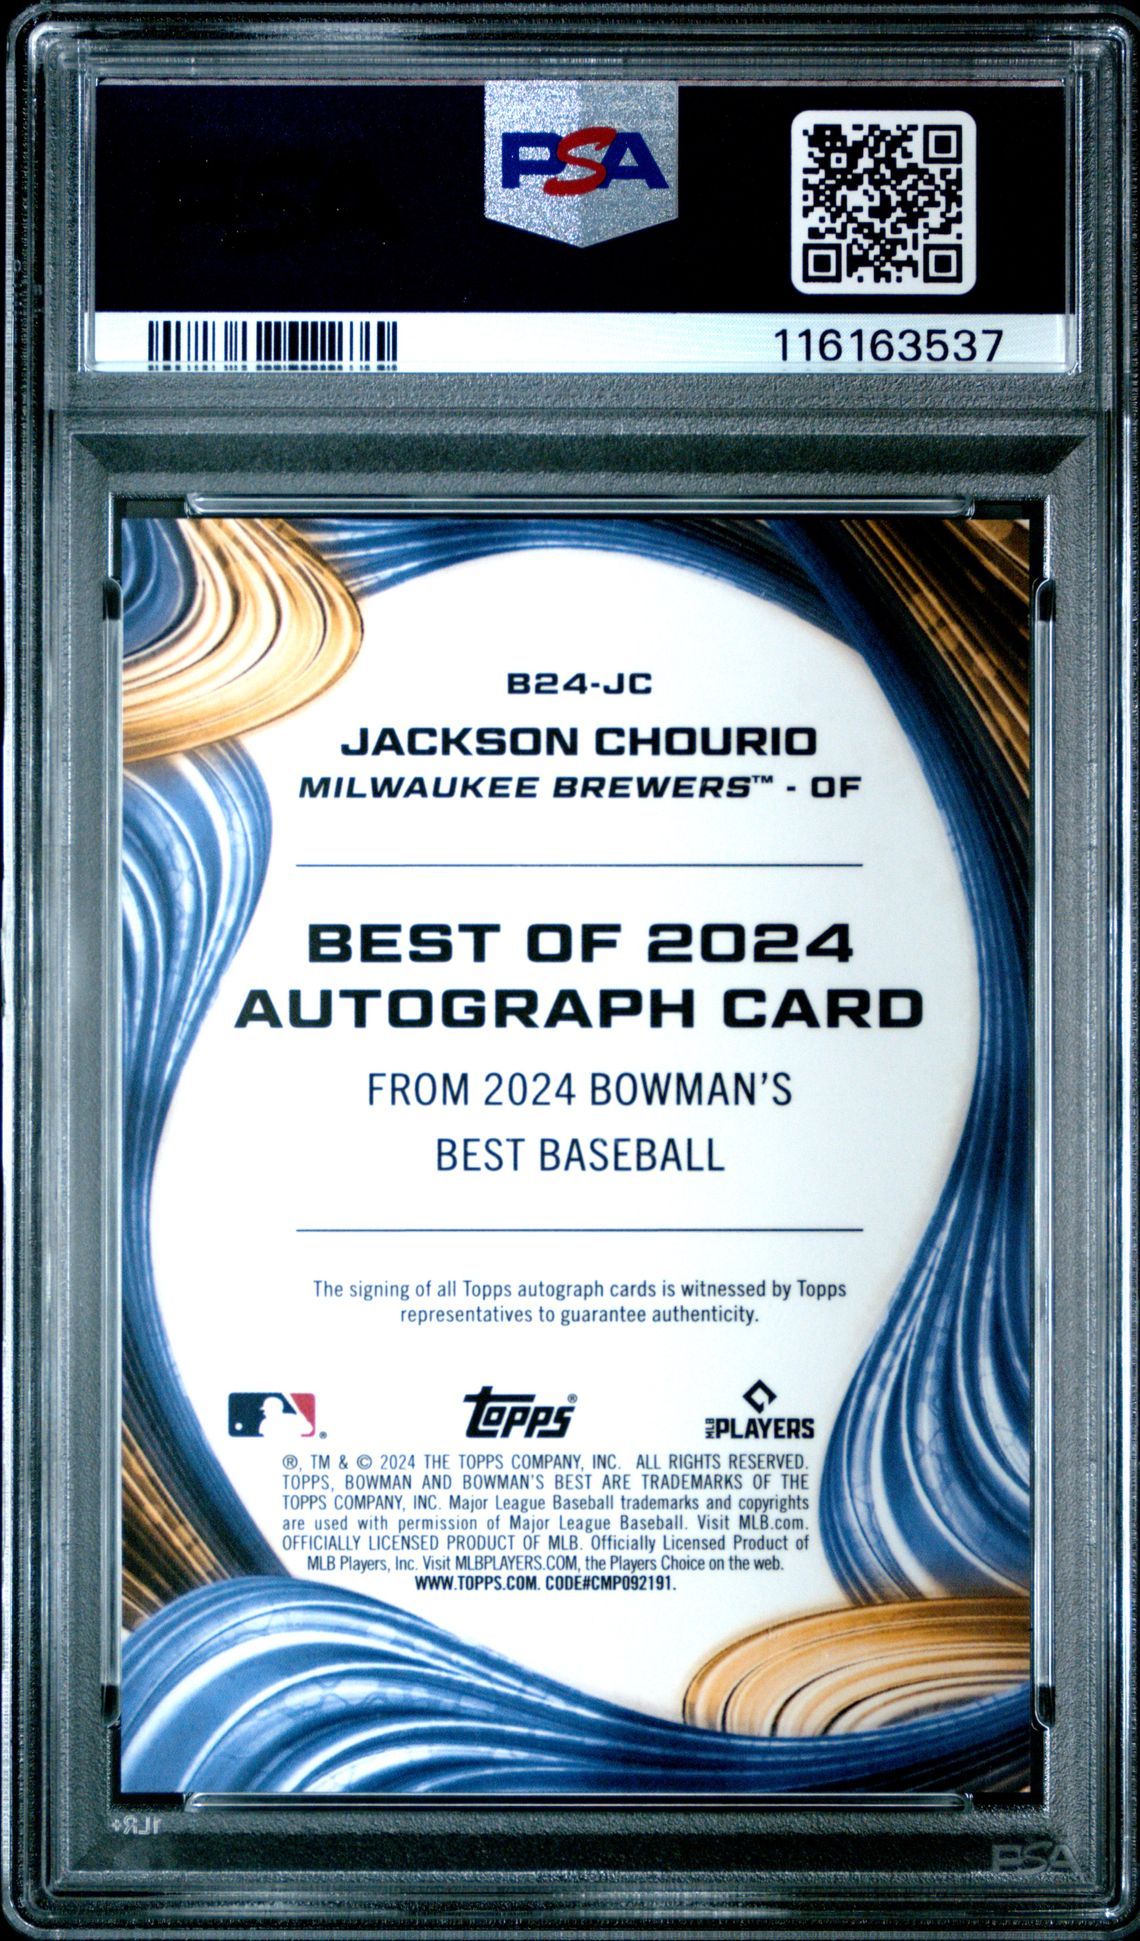 PSA
116163537
B24-JC
JACKSON CHOURIO
MILWAUKEE BREWERS™ - OF
BEST OF 2024
AUTOGRAPH CARD
FROM 2024 BOWMAN'S
BEST BASEBALL
The signing of all Topps autograph cards is witnessed by Topps
representatives to guarantee authenticity.
®
topps®
MLB PLAYERS
®, TM & © 2024 THE TOPPS COMPANY, INC. ALL RIGHTS RESERVED.
TOPPS, BOWMAN AND BOWMAN'S BEST ARE TRADEMARKS OF THE
TOPPS COMPANY, INC. Major League Baseball trademarks and copyrights
are used with permission of Major League Baseball. Visit MLB.com.
OFFICIALLY LICENSED PRODUCT OF MLB. Officially Licensed Product of
MLB Players, Inc. Visit MLBPLAYERS.COM, the Players Choice on the web.
WWW.TOPPS.COM. CODE#CMP092191.
PSA